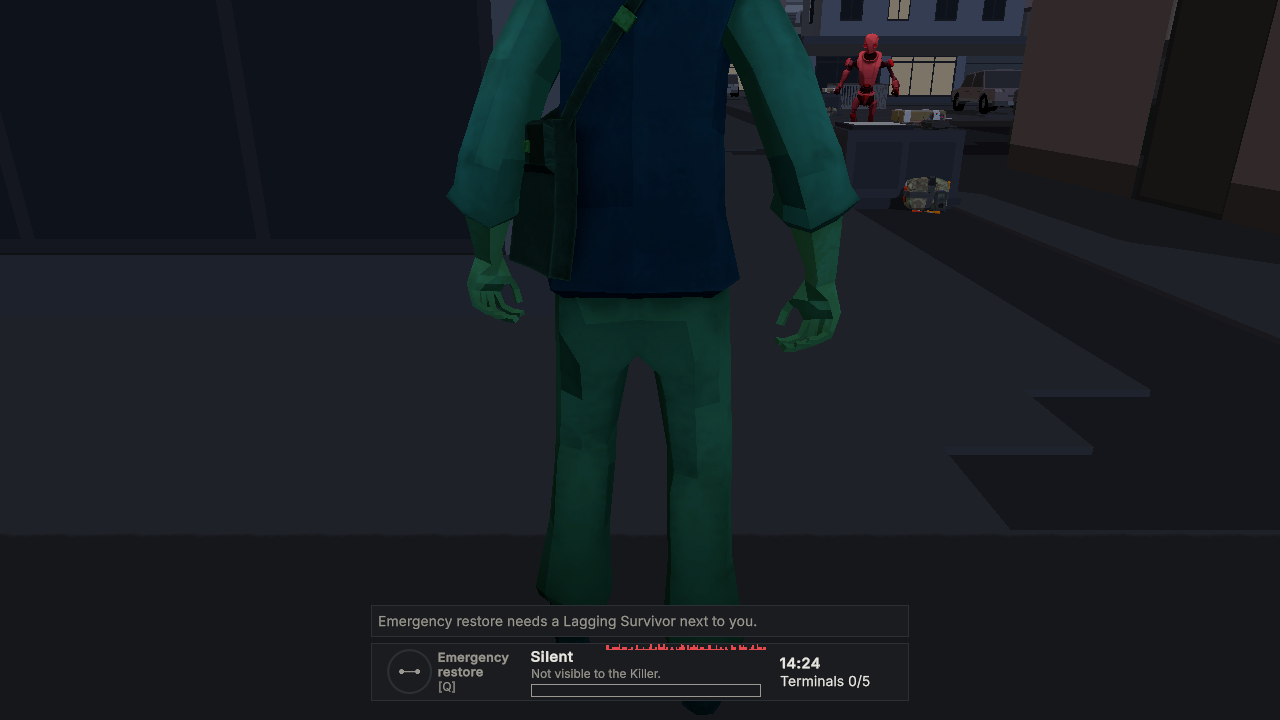 Emergency restore needs a Lagging Survivor next to you.
Emergency
restore
[Q]
Silent
Not visible to the Killer.
14:24
Terminals 0/5